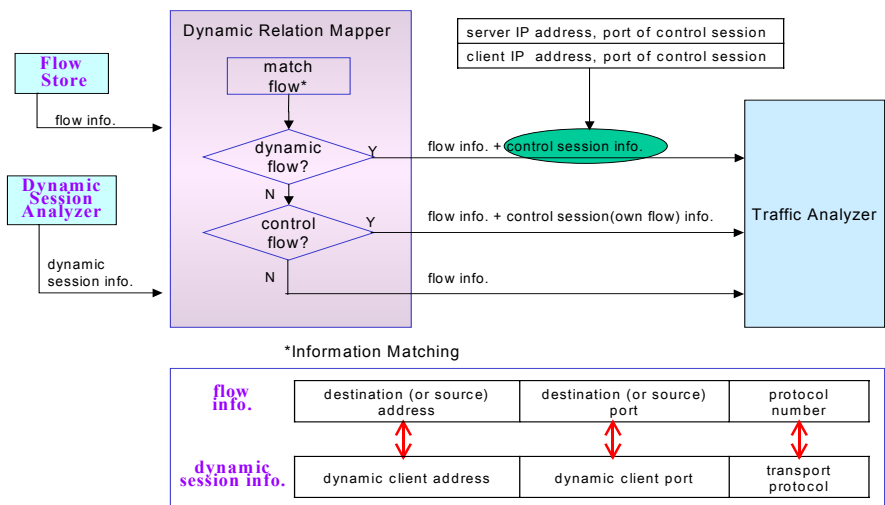 Dynamic Relation Mapper
server IP address, port of control session
client IP address, port of control session
Flow
Store
match
flow*
flow info.
dynamic
flow?
Y
flow info. + control session info.
N
Dynamic
Session
Analyzer
control
flow?
Y
flow info. + control session(own flow) info.
Traffic Analyzer
dynamic
session info.
N
flow info.
*Information Matching
flow
info.
destination (or source)
address
destination (or source)
port
protocol
number
dynamic
session info.
dynamic client address
dynamic client port
transport
protocol